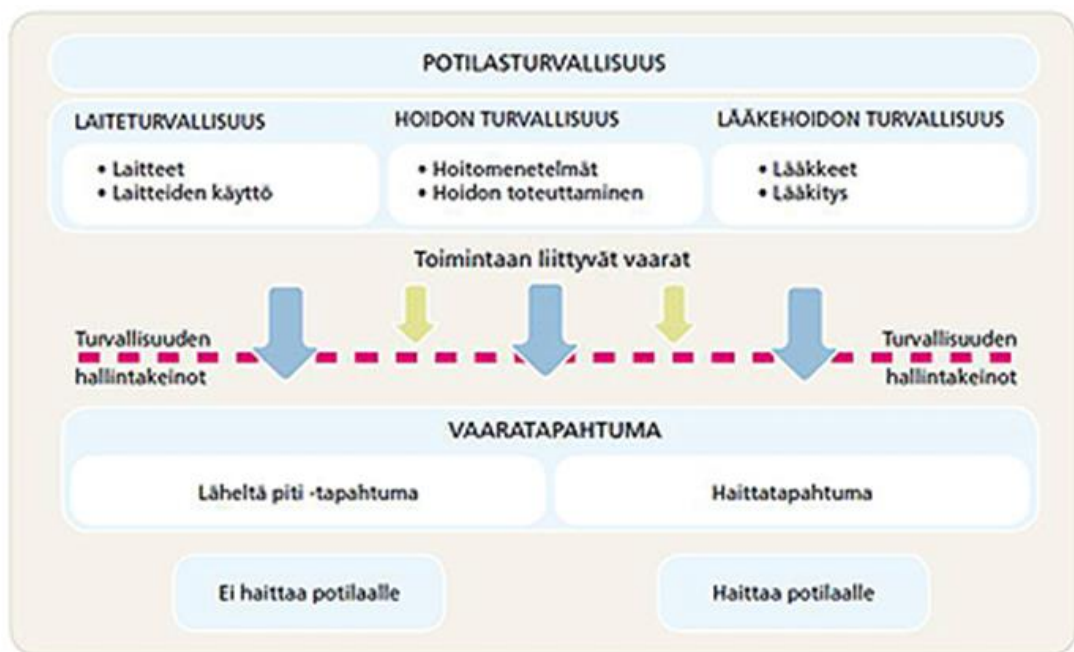 POTILASTURVALLISUUS
LAITETURVALLISUUS
• Laitteet
• Laitteiden käyttö
HOIDON TURVALLISUUS
• Hoitomenetelmät
• Hoidon toteuttaminen
LÄÄKEHOIDON TURVALLISUUS
• Lääkkeet
• Lääkitys
Toimintaan liittyvät vaarat
Turvallisuuden
hallintakeinot
Turvallisuuden
hallintakeinot
VAARATAPAHTUMA
Läheltä piti -tapahtuma
Haittatapahtuma
Ei haittaa potilaalle
Haittaa potilaalle